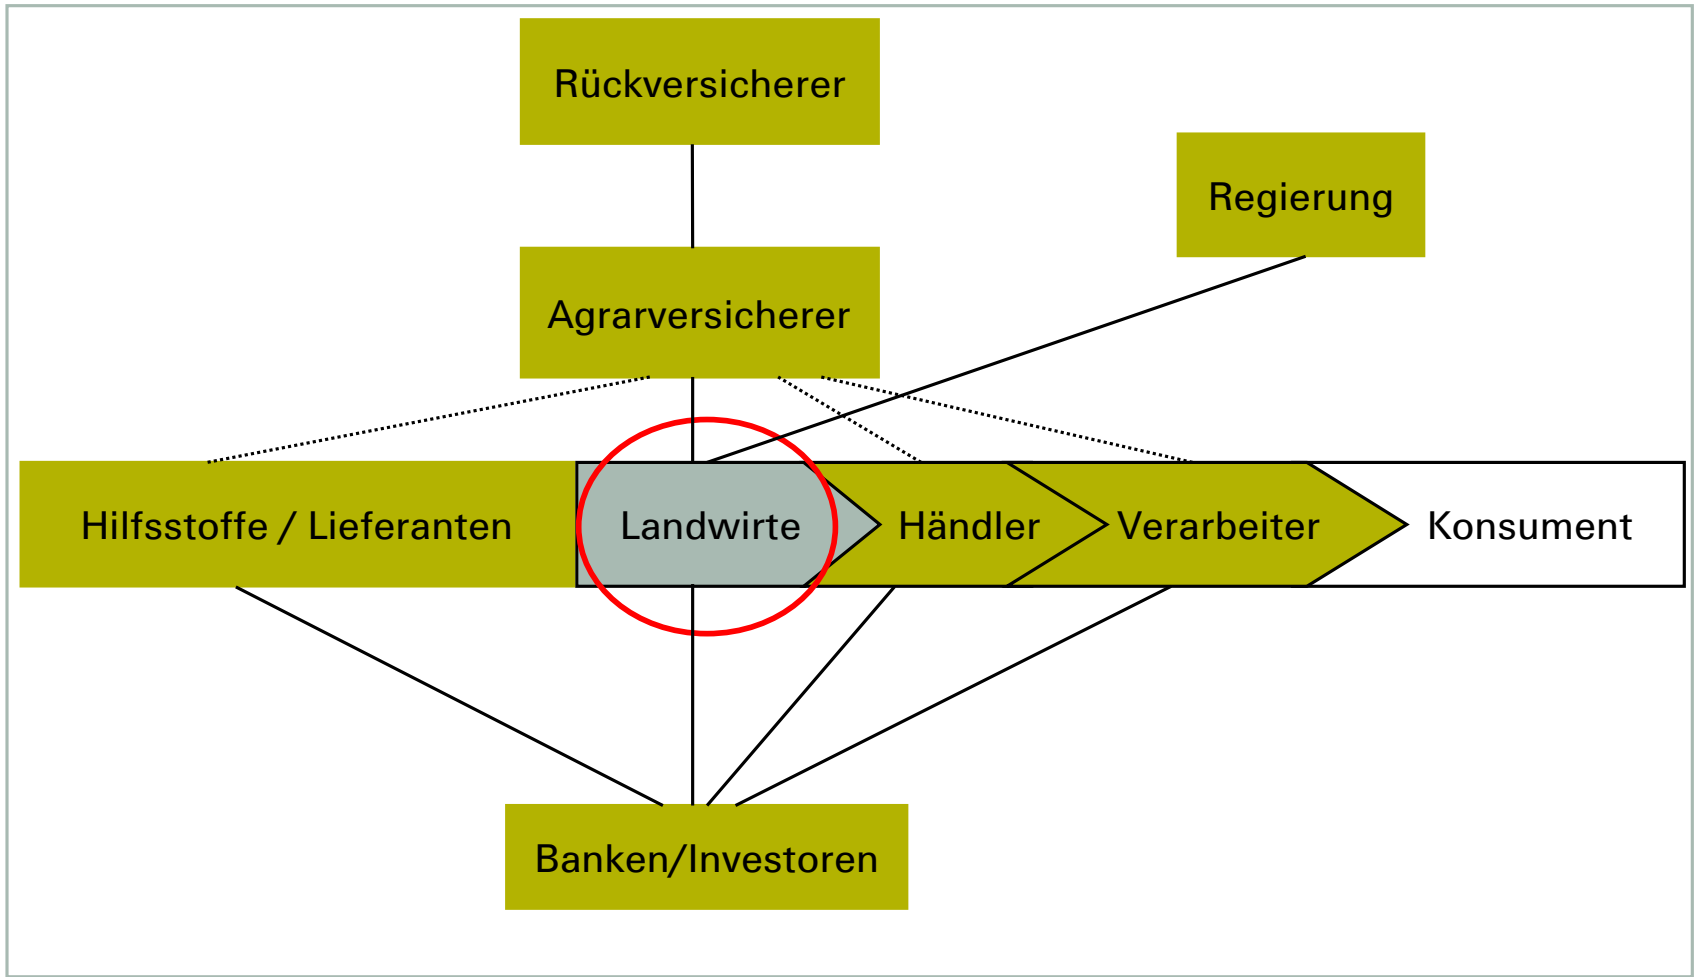 Rückversicherer
Regierung
Agrarversicherer
Hilfsstoffe / Lieferanten
Landwirte
Händler
Verarbeiter
Konsument
Banken/Investoren